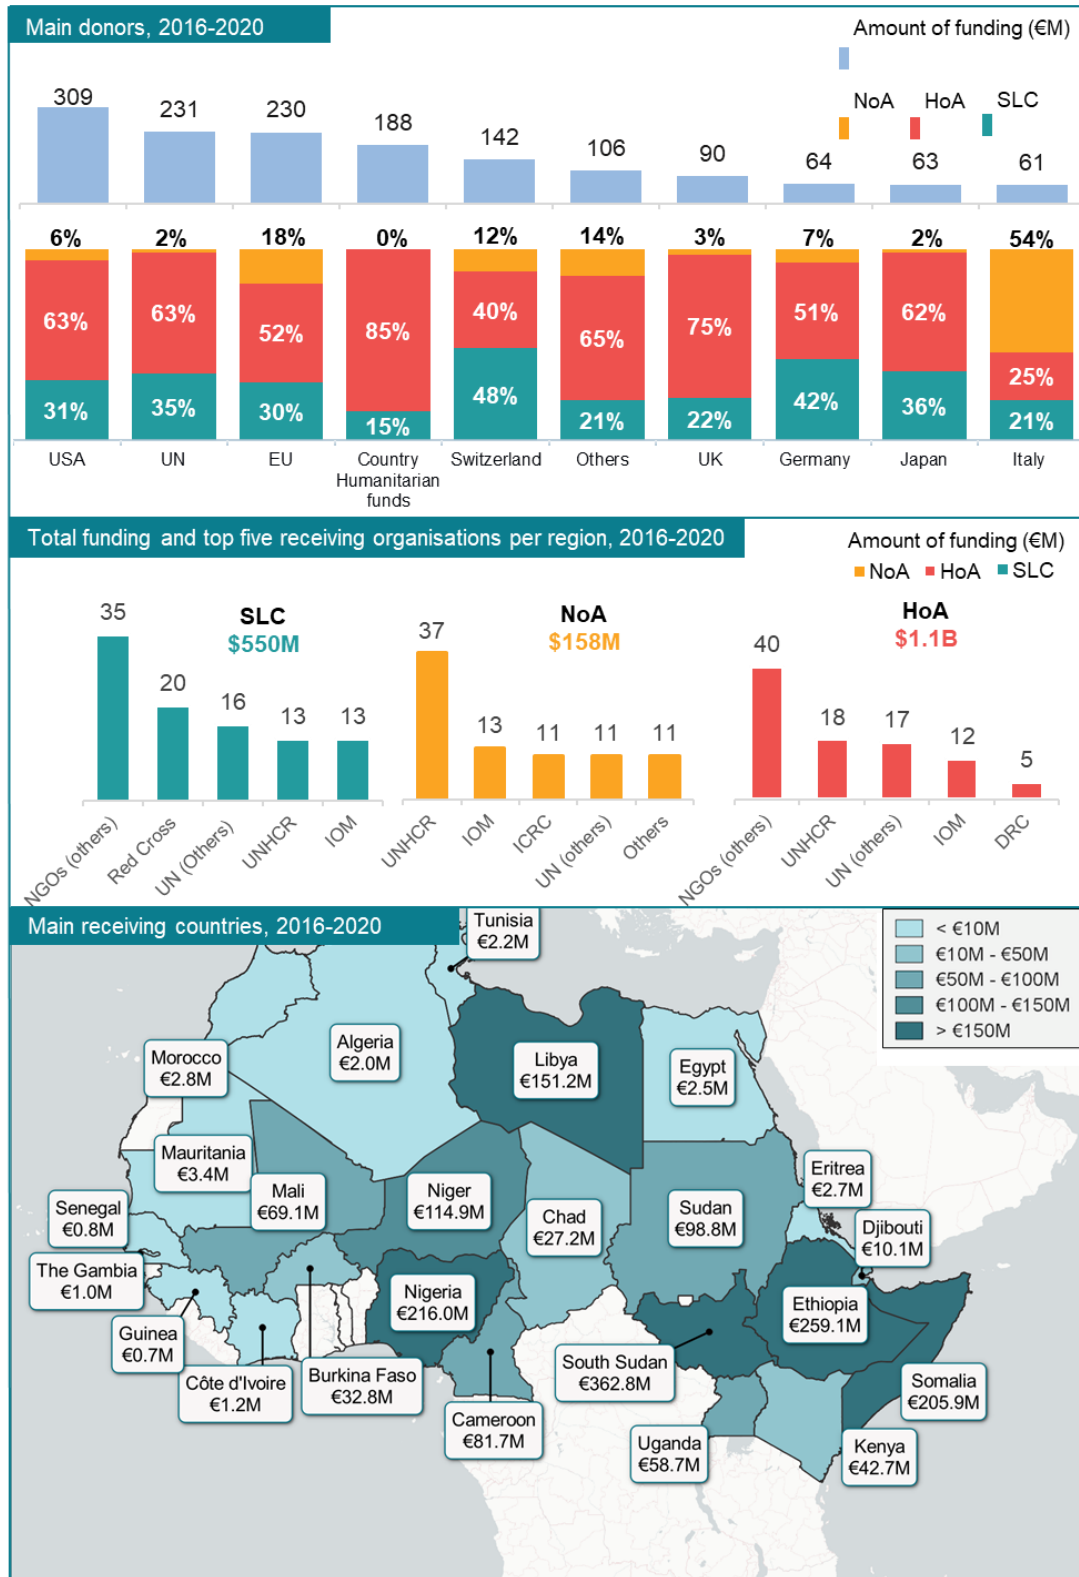 Main donors, 2016-2020
Amount of funding (€M)
NoA HoA SLC
309 231 230 188 142 106 90 64 63 61
6% 2% 18% 0% 12% 14% 3% 7% 2% 54%
63% 63% 52% 85% 40% 65% 75% 51% 62% 25%
31% 35% 30% 15% 48% 21% 22% 42% 36% 21%
USA UN EU Country Switzerland Others UK Germany Japan Italy
Humanitarian
funds
Total funding and top five receiving organisations per region, 2016-2020
Amount of funding (€M)
NoA HoA SLC
SLC
$550M
35 20 16 13 13
NGOs (others) Red Cross UN (Others) UNHCR IOM
NoA
$158M
37 13 11 11 11
UNHCR IOM ICRC UN (others) Others
HoA
$1.1B
40 18 17 12 5
NGOs (others) UNHCR UN (others) IOM DRC
Main receiving countries, 2016-2020
< €10M
€10M - €50M
€50M - €100M
€100M - €150M
> €150M
Tunisia
€2.2M
Algeria
€2.0M
Morocco
€2.8M
Libya
€151.2M
Egypt
€2.5M
Mauritania
€3.4M
Mali
€69.1M
Niger
€114.9M
Chad
€27.2M
Sudan
€98.8M
Eritrea
€2.7M
Djibouti
€10.1M
Senegal
€0.8M
The Gambia
€1.0M
Guinea
€0.7M
Côte d'Ivoire
€1.2M
Burkina Faso
€32.8M
Nigeria
€216.0M
Cameroon
€81.7M
South Sudan
€362.8M
Ethiopia
€259.1M
Somalia
€205.9M
Uganda
€58.7M
Kenya
€42.7M